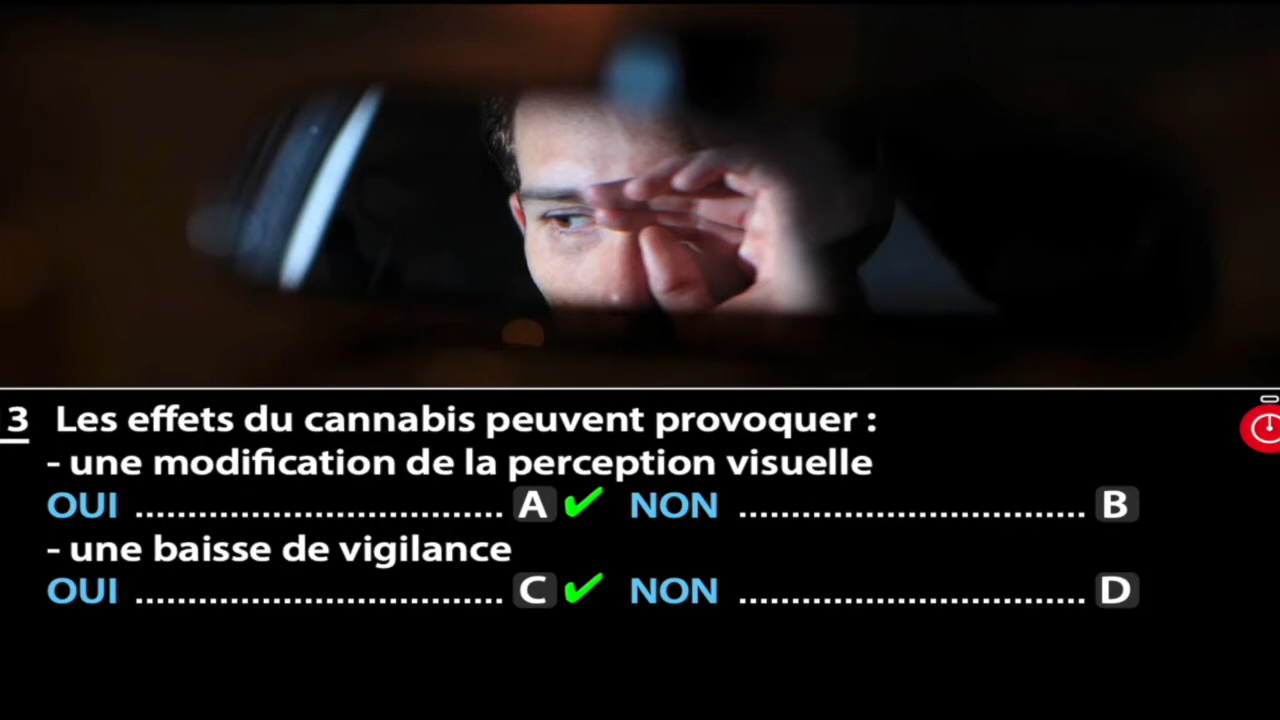 3 Les effets du cannabis peuvent provoquer :
- une modification de la perception visuelle
OUI .................................. A ✔ NON ................................ B
- une baisse de vigilance
OUI .................................. C ✔ NON ................................ D